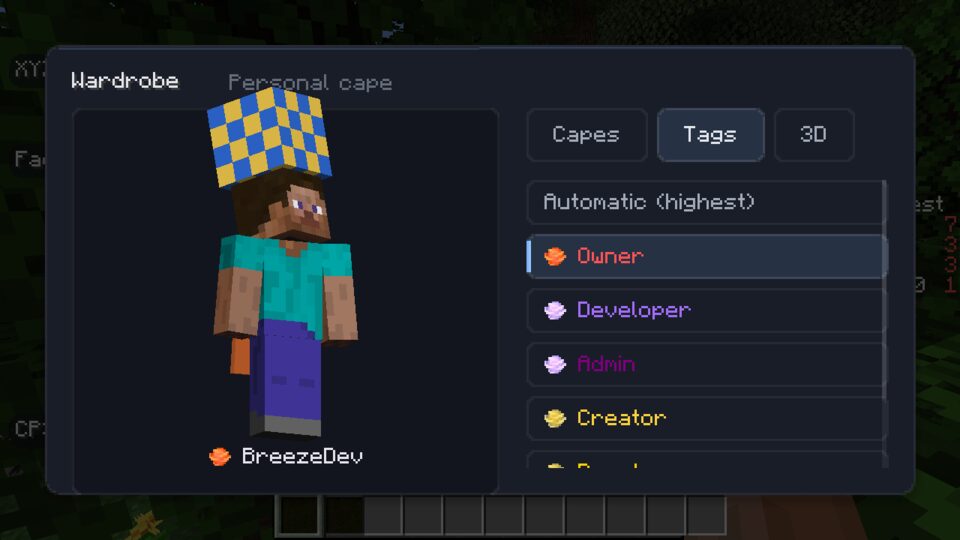 Wardrobe
Personal cape
Capes
Tags
3D
Automatic (highest)
Owner
Developer
Admin
Creator
BreezeDev